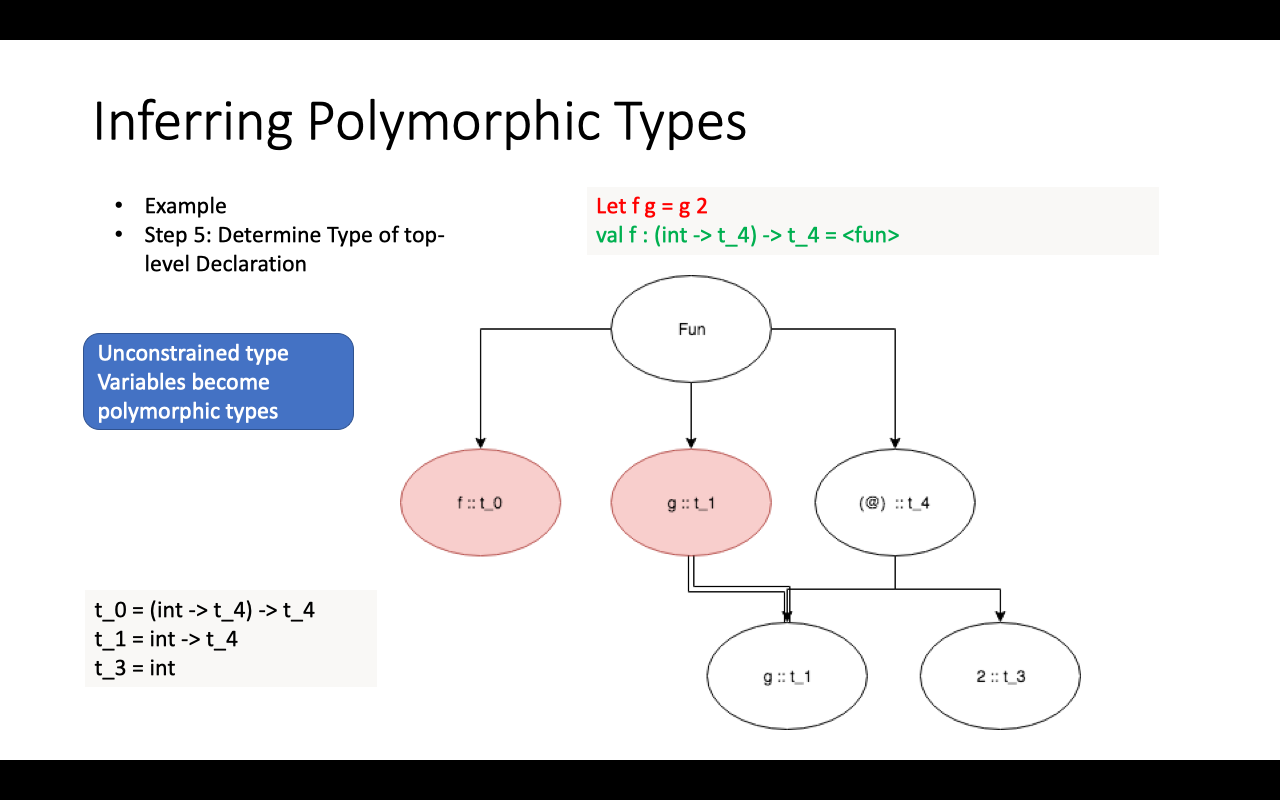 Inferring Polymorphic Types
• Example
• Step 5: Determine Type of top-
level Declaration
Let f g = g 2
val f : (int -> t_4) -> t_4 = <fun>
Unconstrained type
Variables become
polymorphic types
Fun
f :: t_0
g :: t_1
(@) :: t_4
g :: t_1
2 :: t_3
t_0 = (int -> t_4) -> t_4
t_1 = int -> t_4
t_3 = int